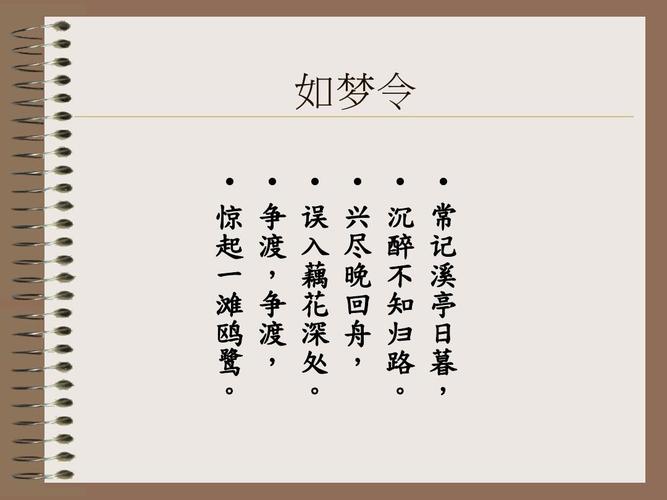 如梦令
•常记溪亭日暮，
•沉醉不知归路。
•兴尽晚回舟，
•误入藕花深处。
•争渡，争渡，
•惊起一滩鸥鹭。